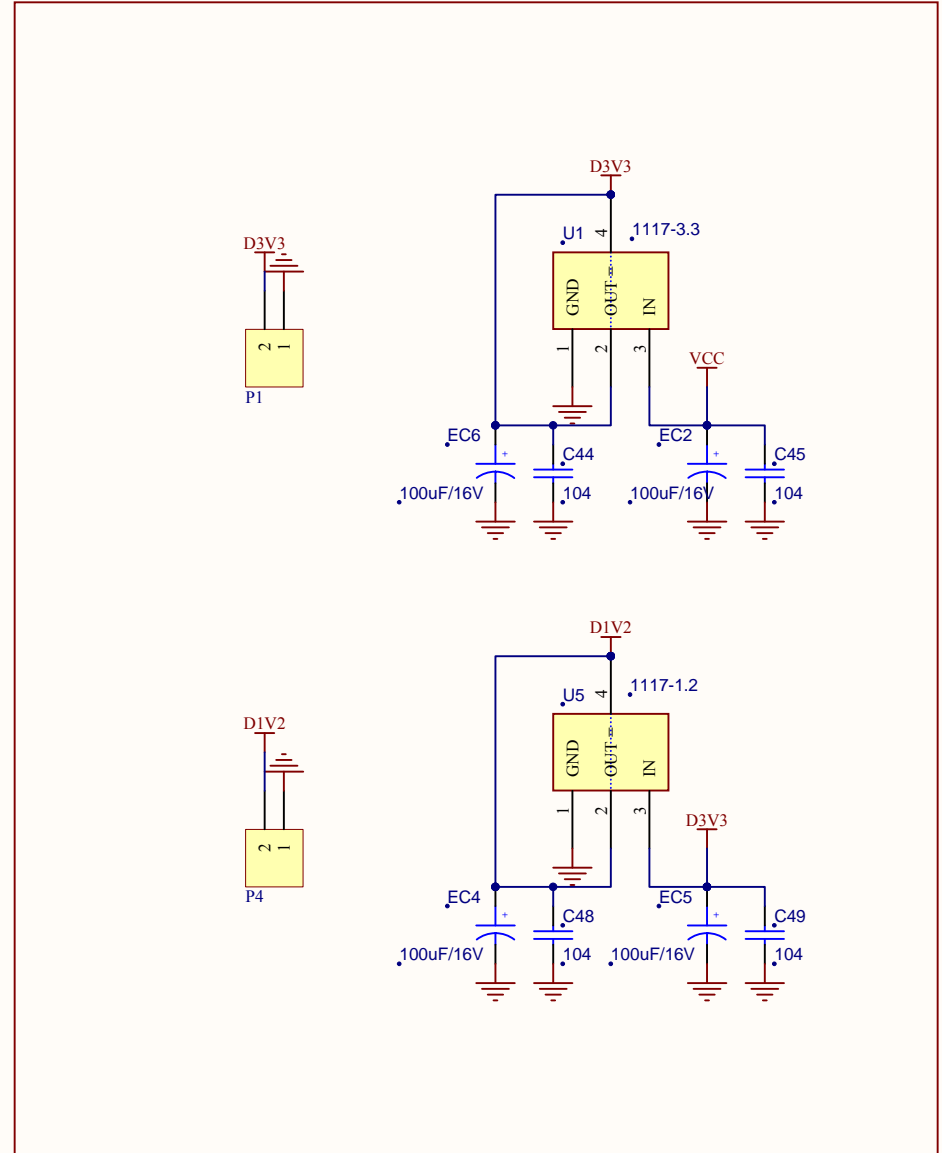 D3V3
U1
4
1117-3.3
D3V3
GND
OUT
IN
2
1
1
2
3
VCC
P1
EC6
+
C44
EC2
+
C45
100uF/16V
104
100uF/16V
104
D1V2
U5
4
1117-1.2
D1V2
GND
OUT
IN
1
2
3
D3V3
2
1
P4
EC4
+
C48
EC5
+
C49
100uF/16V
104
100uF/16V
104